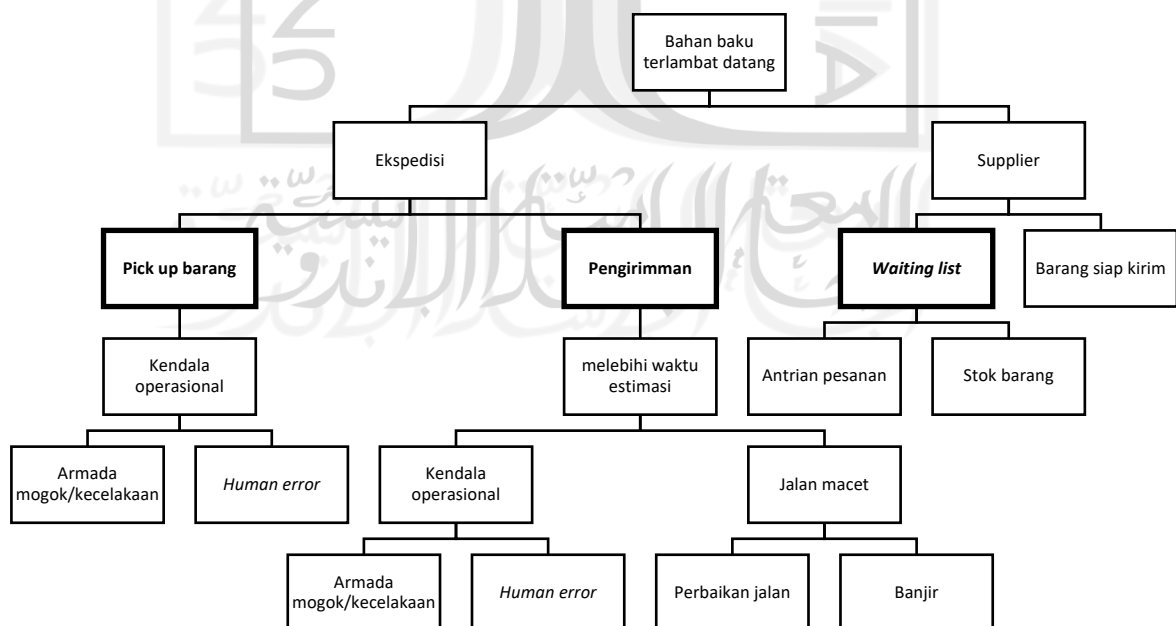 Bahan baku
terlambat datang
Ekspedisi
Supplier
Pick up barang
Pengirimman
Waiting list
Barang siap kirim
Kendala
operasional
melebihi waktu
estimasi
Antrian pesanan
Stok barang
Armada
mogok/kecelakaan
Human error
Kendala
operasional
Jalan macet
Armada
mogok/kecelakaan
Human error
Perbaikan jalan
Banjir